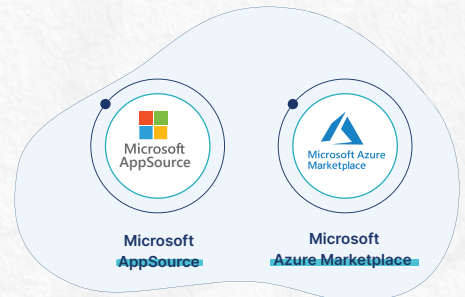 Microsoft
AppSource
Microsoft Azure
Marketplace
Microsoft
AppSource
Microsoft
Azure Marketplace